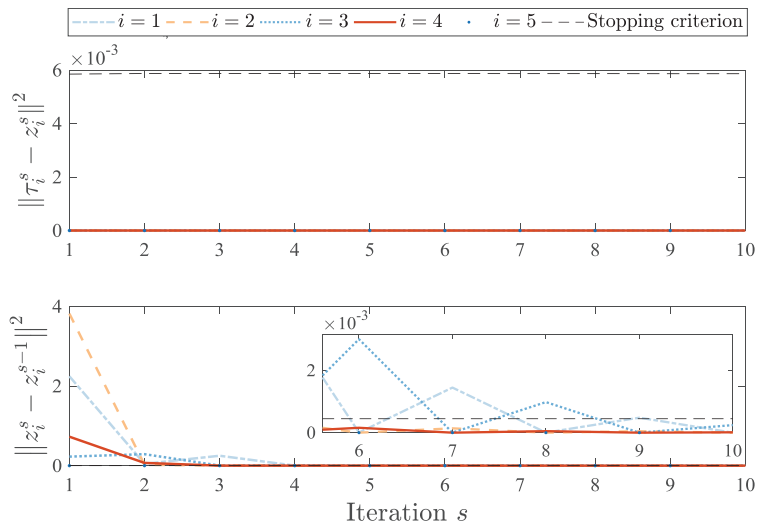 i = 1 i = 2 i = 3 i = 4 i = 5 Stopping criterion
×10⁻³
6
4
2
0
‖τᵢˢ − zᵢˢ‖²
1 2 3 4 5 6 7 8 9 10
4
2
0
‖zᵢˢ − zᵢˢ⁻¹‖²
×10⁻³
2
0
6 7 8 9 10
1 2 3 4 5 6 7 8 9 10
Iteration s